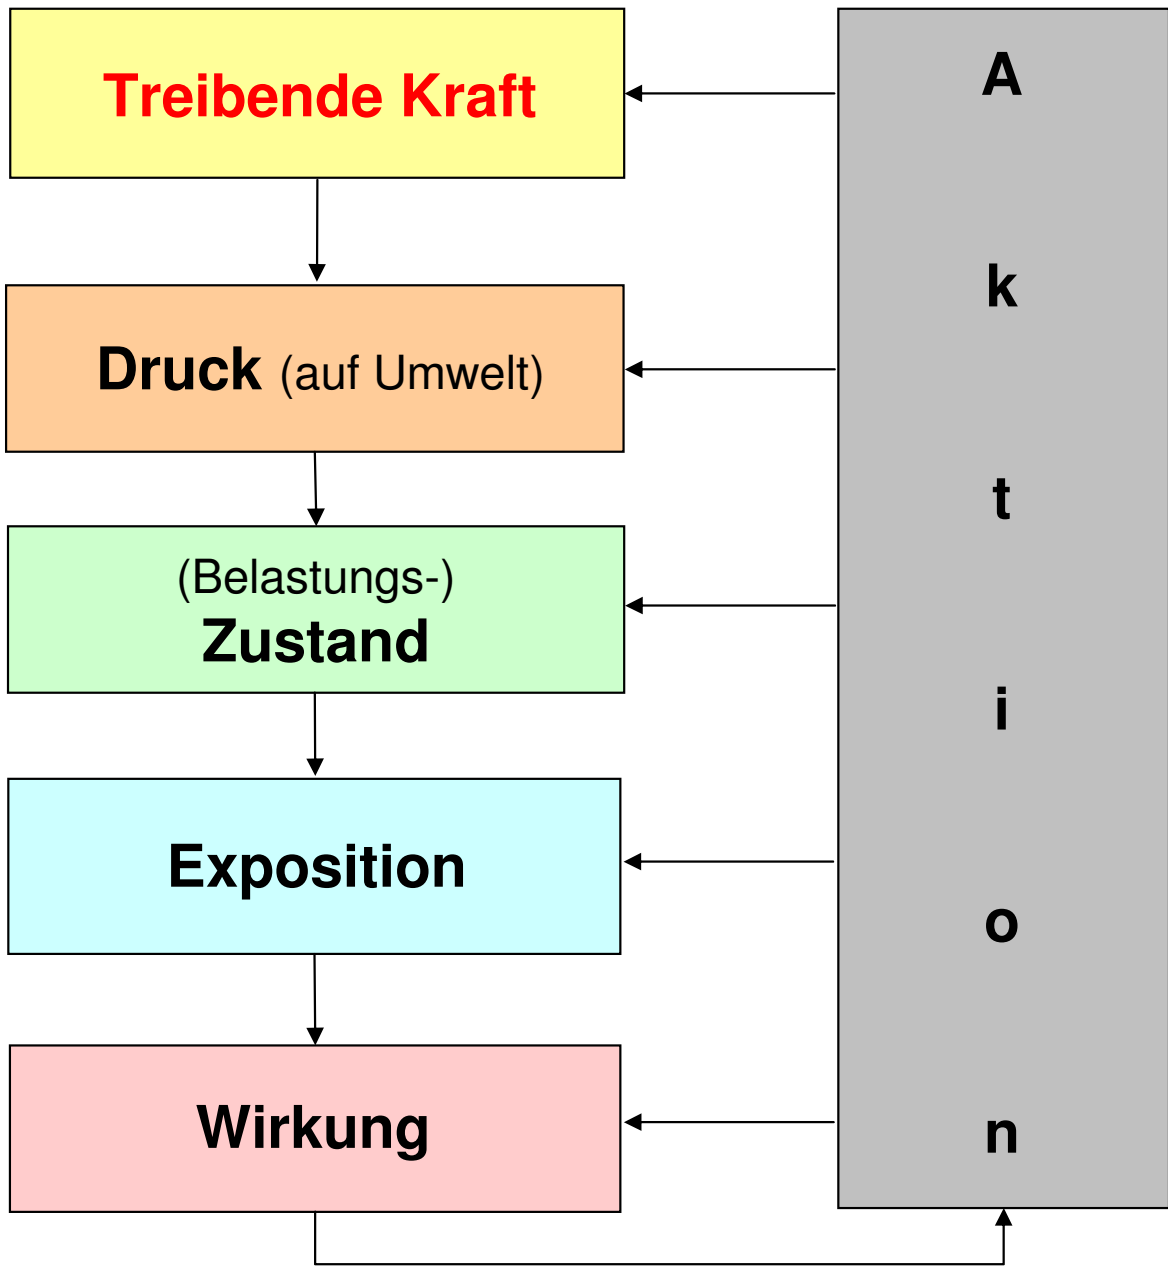 Treibende Kraft
Druck (auf Umwelt)
(Belastungs-)
Zustand
Exposition
Wirkung
A
k
t
i
o
n